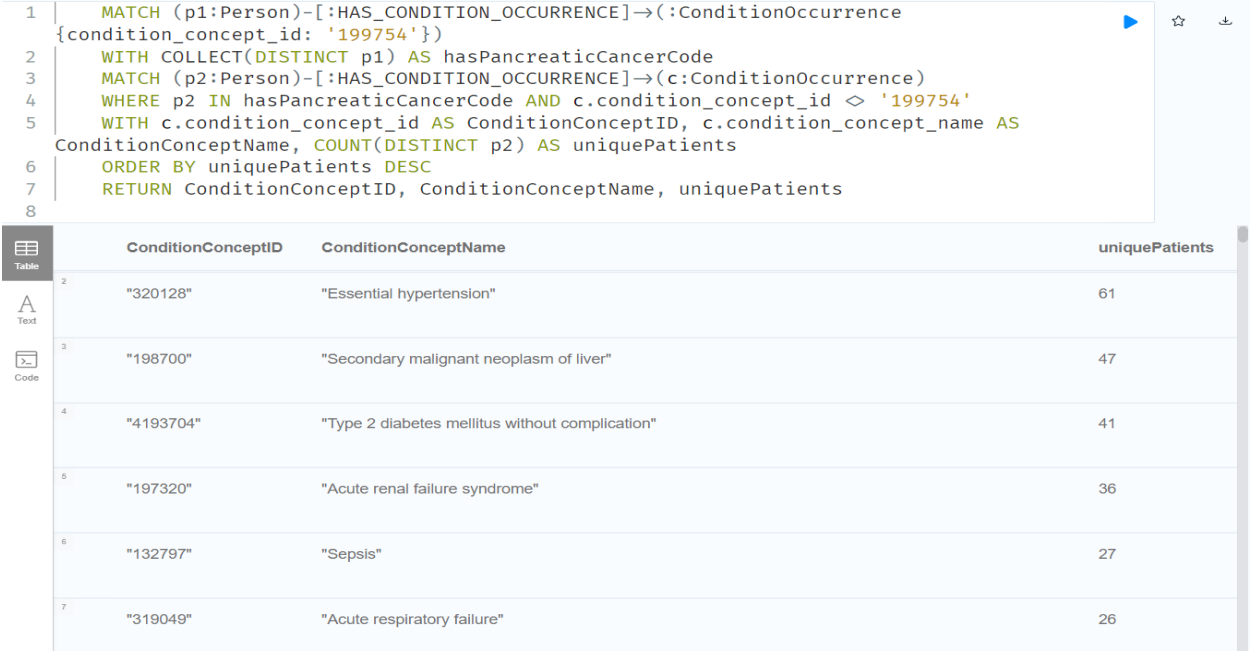 1 MATCH (p1:Person)-[:HAS_CONDITION_OCCURRENCE]→(:ConditionOccurrence
{condition_concept_id: '199754'})
2 WITH COLLECT(DISTINCT p1) AS hasPancreaticCancerCode
3 MATCH (p2:Person)-[:HAS_CONDITION_OCCURRENCE]→(c:ConditionOccurrence)
4 WHERE p2 IN hasPancreaticCancerCode AND c.condition_concept_id <> '199754'
5 WITH c.condition_concept_id AS ConditionConceptID, c.condition_concept_name AS
ConditionConceptName, COUNT(DISTINCT p2) AS uniquePatients
6 ORDER BY uniquePatients DESC
7 RETURN ConditionConceptID, ConditionConceptName, uniquePatients
8
Table
Text
Code
ConditionConceptID ConditionConceptName uniquePatients
2 "320128" "Essential hypertension" 61
3 "198700" "Secondary malignant neoplasm of liver" 47
4 "4193704" "Type 2 diabetes mellitus without complication" 41
5 "197320" "Acute renal failure syndrome" 36
6 "132797" "Sepsis" 27
7 "319049" "Acute respiratory failure" 26